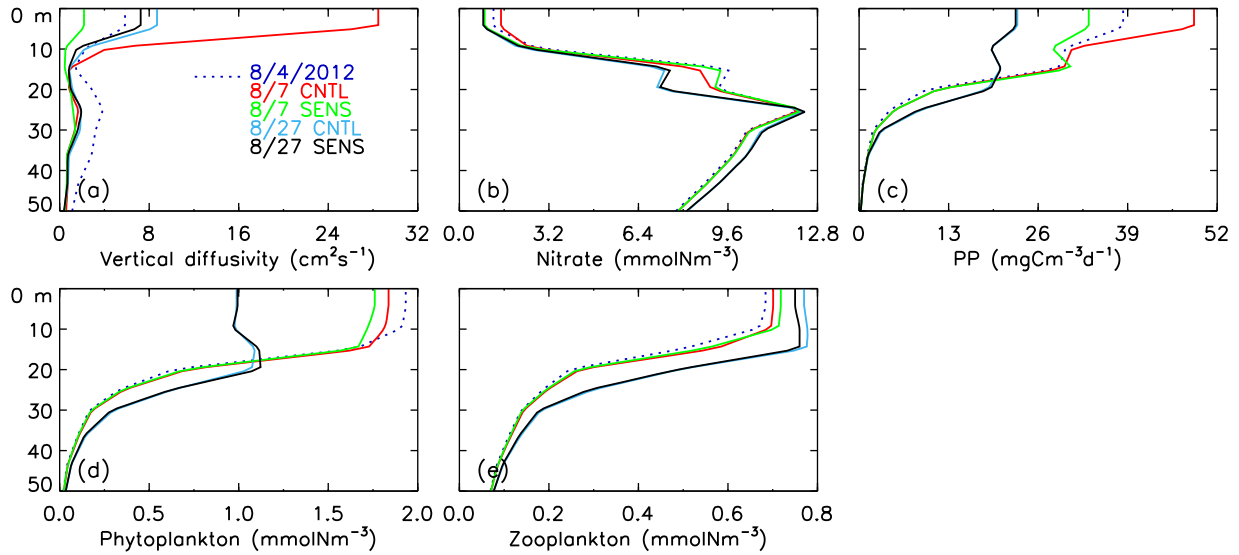 0 m
10
20
30
40
50
8/4/2012
8/7 CNTL
8/7 SENS
8/27 CNTL
8/27 SENS
(a)
0 8 16 24 32
Vertical diffusivity (cm²s⁻¹)
(b)
0.0 3.2 6.4 9.6 12.8
Nitrate (mmolNm⁻³)
(c)
0 13 26 39 52
PP (mgCm⁻³d⁻¹)
0 m
10
20
30
40
50
(d)
0.0 0.5 1.0 1.5 2.0
Phytoplankton (mmolNm⁻³)
(e)
0.0 0.2 0.4 0.6 0.8
Zooplankton (mmolNm⁻³)